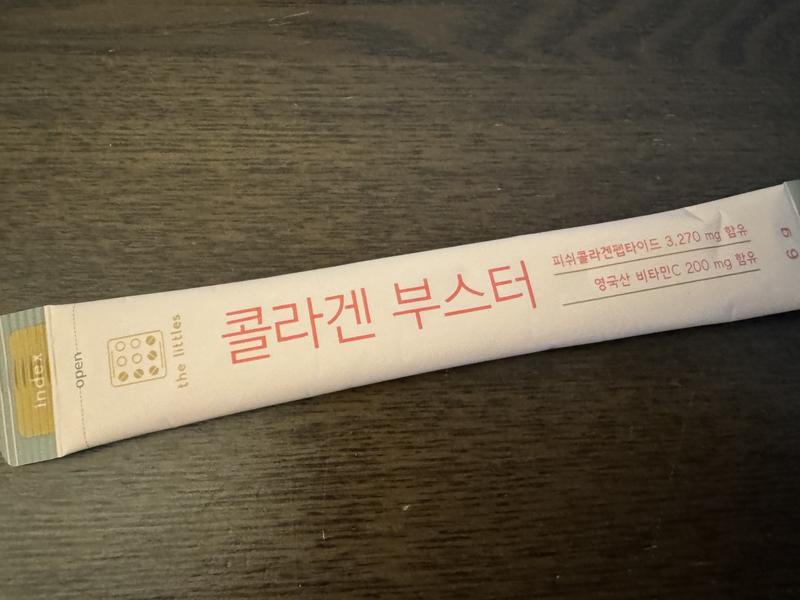 index
open
the littles
콜라겐 부스터
피쉬콜라겐펩타이드 3,270 mg 함유
영국산 비타민C 200 mg 함유
6 g